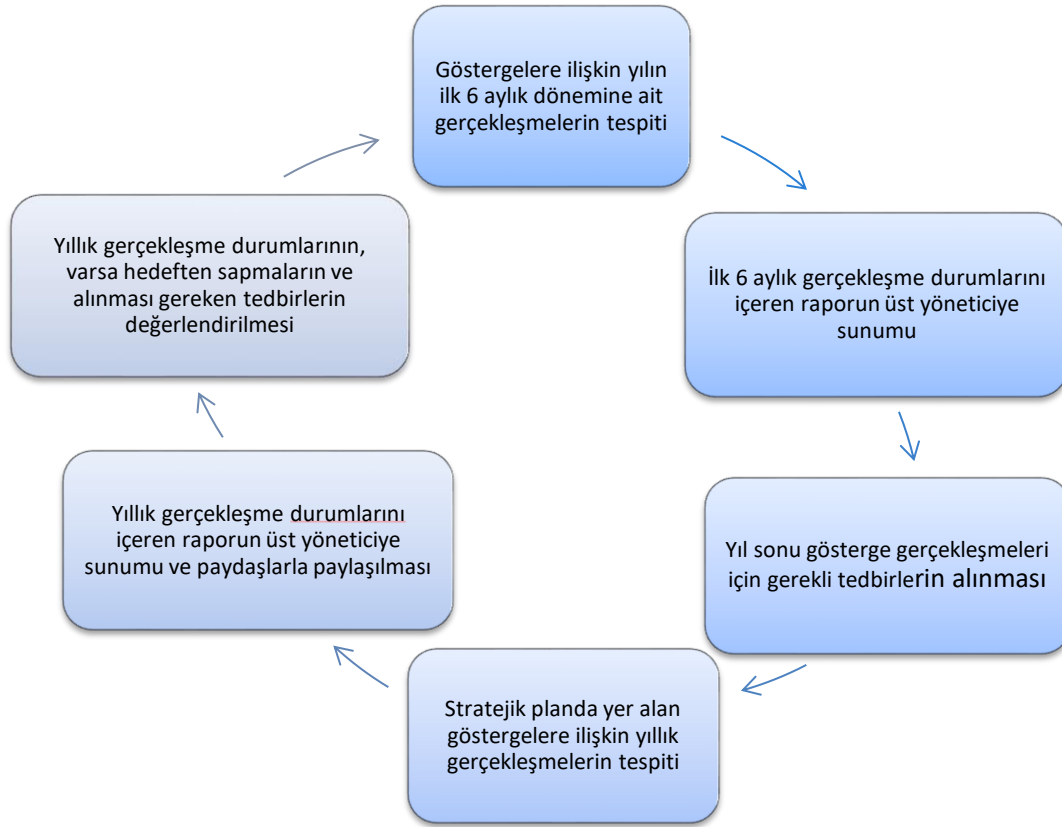 Göstergelere ilişkin yılın
ilk 6 aylık dönemine ait
gerçekleşmelerin tespiti
İlk 6 aylık gerçekleşme durumlarını
içeren raporun üst yöneticiye
sunumu
Yıl sonu gösterge gerçekleşmeleri
için gerekli tedbirlerin alınması
Stratejik planda yer alan
göstergelere ilişkin yıllık
gerçekleşmelerin tespiti
Yıllık gerçekleşme durumlarını
içeren raporun üst yöneticiye
sunumu ve paydaşlarla paylaşılması
Yıllık gerçekleşme durumlarının,
varsa hedeften sapmaların ve
alınması gereken tedbirlerin
değerlendirilmesi